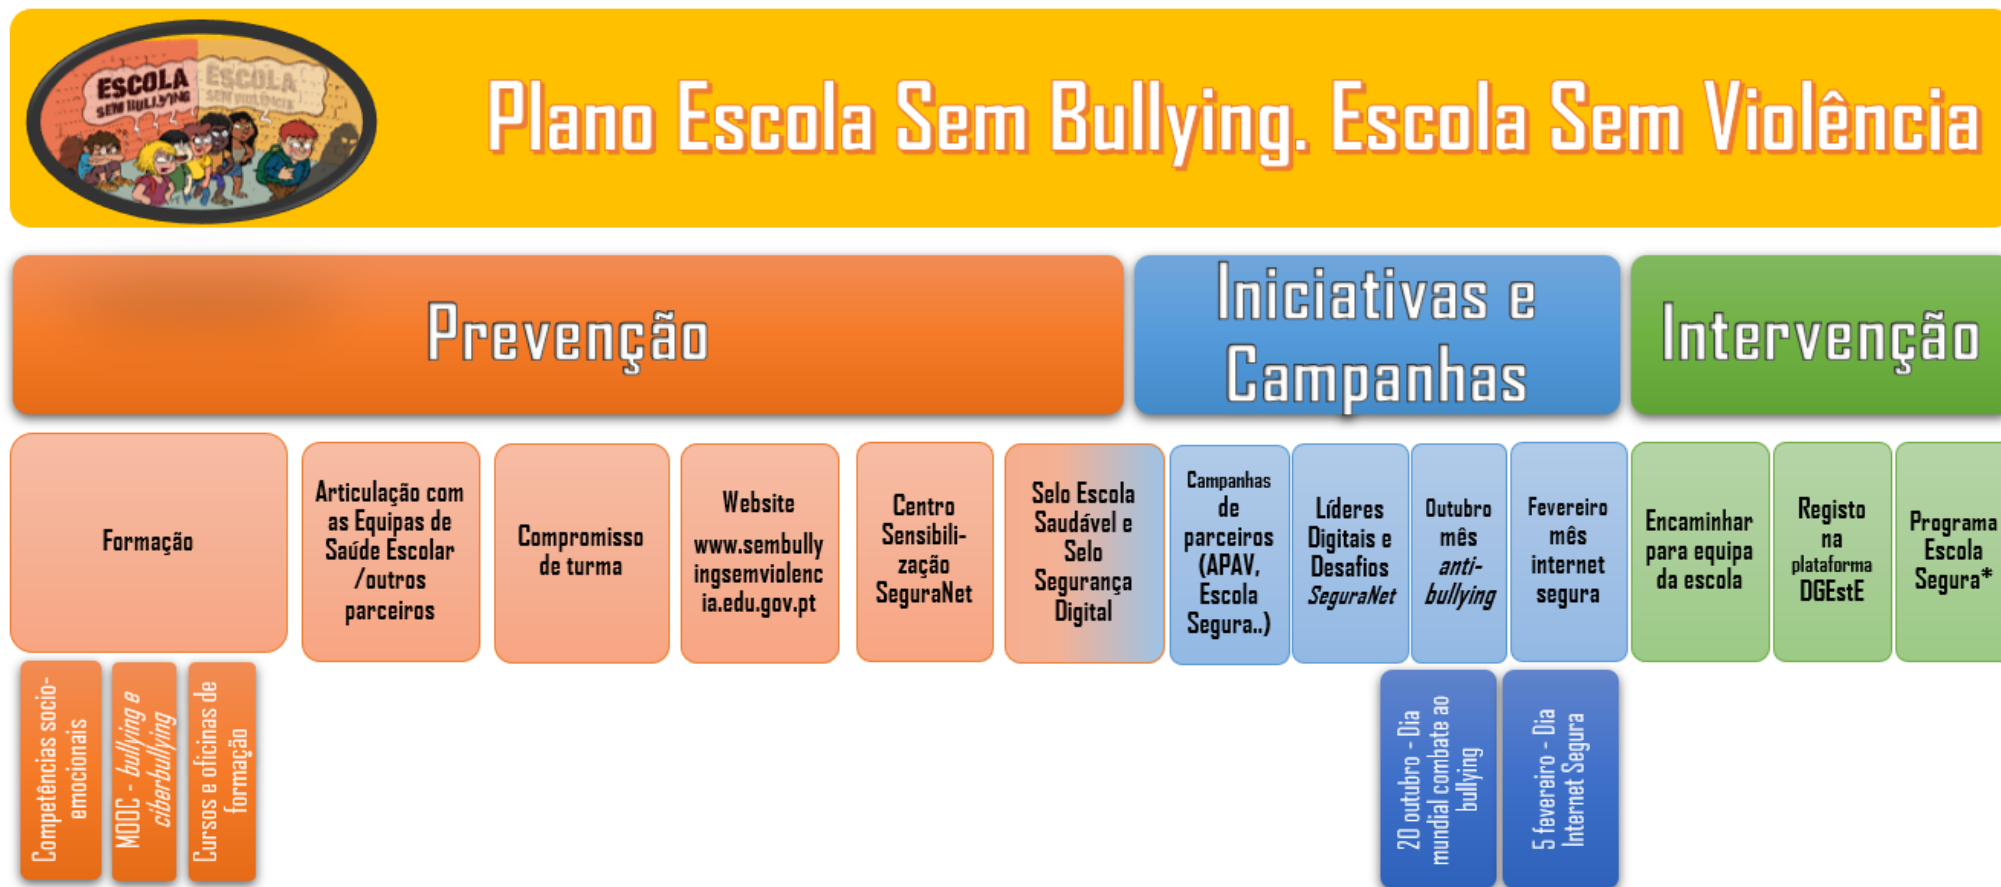 ESCOLA
SEM BULLYING
ESCOLA
SEM VIOLÊNCIA
Plano Escola Sem Bullying. Escola Sem Violência
Prevenção
Iniciativas e
Campanhas
Intervenção
Formação
Articulação com
as Equipas de
Saúde Escolar
/outros
parceiros
Compromisso
de turma
Website
www.sembully
ingsemviolenc
ia.edu.gov.pt
Centro
Sensibili-
zação
SeguraNet
Selo Escola
Saudável e
Selo
Segurança
Digital
Campanhas
de
parceiros
(APAV,
Escola
Segura..)
Líderes
Digitais e
Desafios
SeguraNet
Outubro
mês
anti-
bullying
Fevereiro
mês
internet
segura
Encaminhar
para equipa
da escola
Registo
na
plataforma
DGEstE
Programa
Escola
Segura*
Competências socio-
emocionais
MOOC - bullying e
ciberbullying
Cursos e oficinas de
formação
20 outubro - Dia
mundial combate ao
bullying
5 fevereiro - Dia
Internet Segura